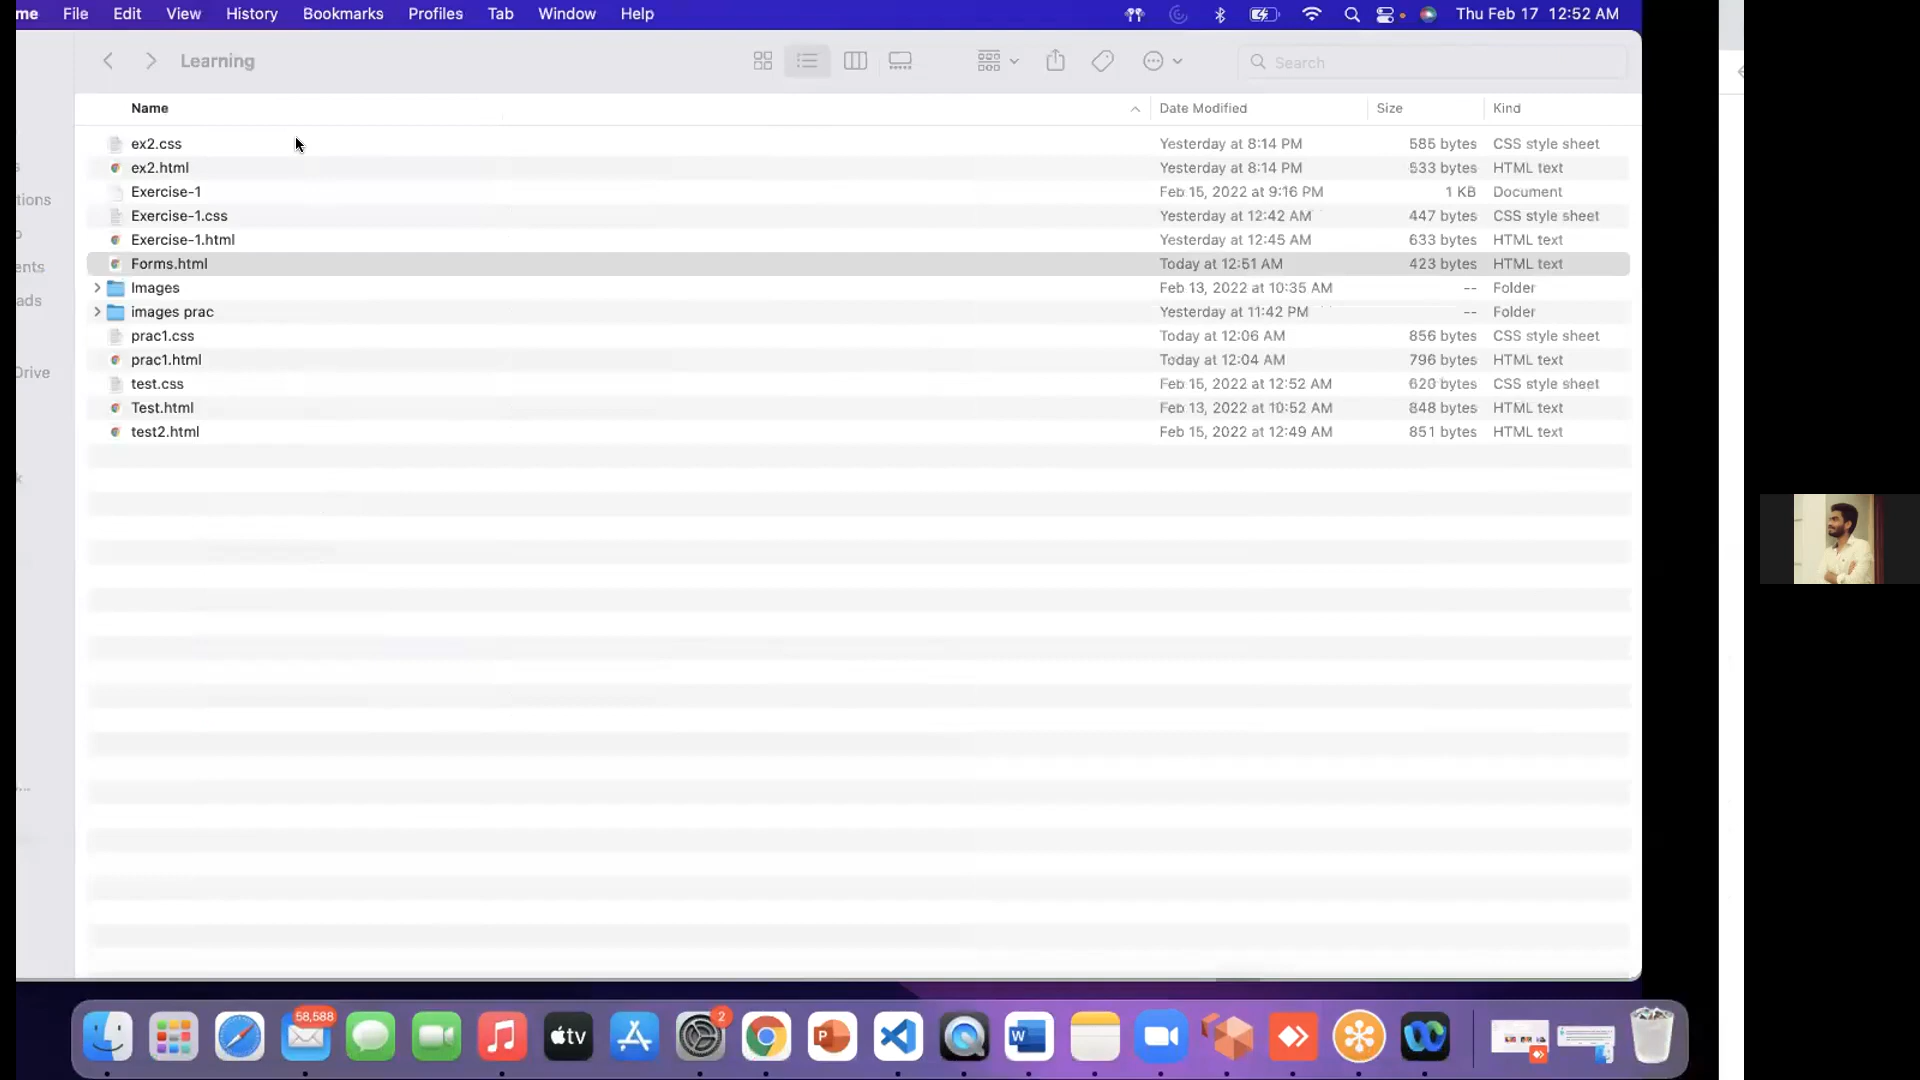 me File Edit View History Bookmarks Profiles Tab Window Help Thu Feb 17 12:52 AM
Learning Search
Name Date Modified Size Kind
ex2.css Yesterday at 8:14 PM 585 bytes CSS style sheet
ex2.html Yesterday at 8:14 PM 533 bytes HTML text
Exercise-1 Feb 15, 2022 at 9:16 PM 1 KB Document
Exercise-1.css Yesterday at 12:42 AM 447 bytes CSS style sheet
Exercise-1.html Yesterday at 12:45 AM 633 bytes HTML text
Forms.html Today at 12:51 AM 423 bytes HTML text
Images Feb 13, 2022 at 10:35 AM -- Folder
images prac Yesterday at 11:42 PM -- Folder
prac1.css Today at 12:06 AM 856 bytes CSS style sheet
prac1.html Today at 12:04 AM 796 bytes HTML text
test.css Feb 15, 2022 at 12:52 AM 620 bytes CSS style sheet
Test.html Feb 13, 2022 at 10:52 AM 848 bytes HTML text
test2.html Feb 15, 2022 at 12:49 AM 851 bytes HTML text
s
tions
o
ents
ads
Drive
k
...
58,588
2
tv
P
W